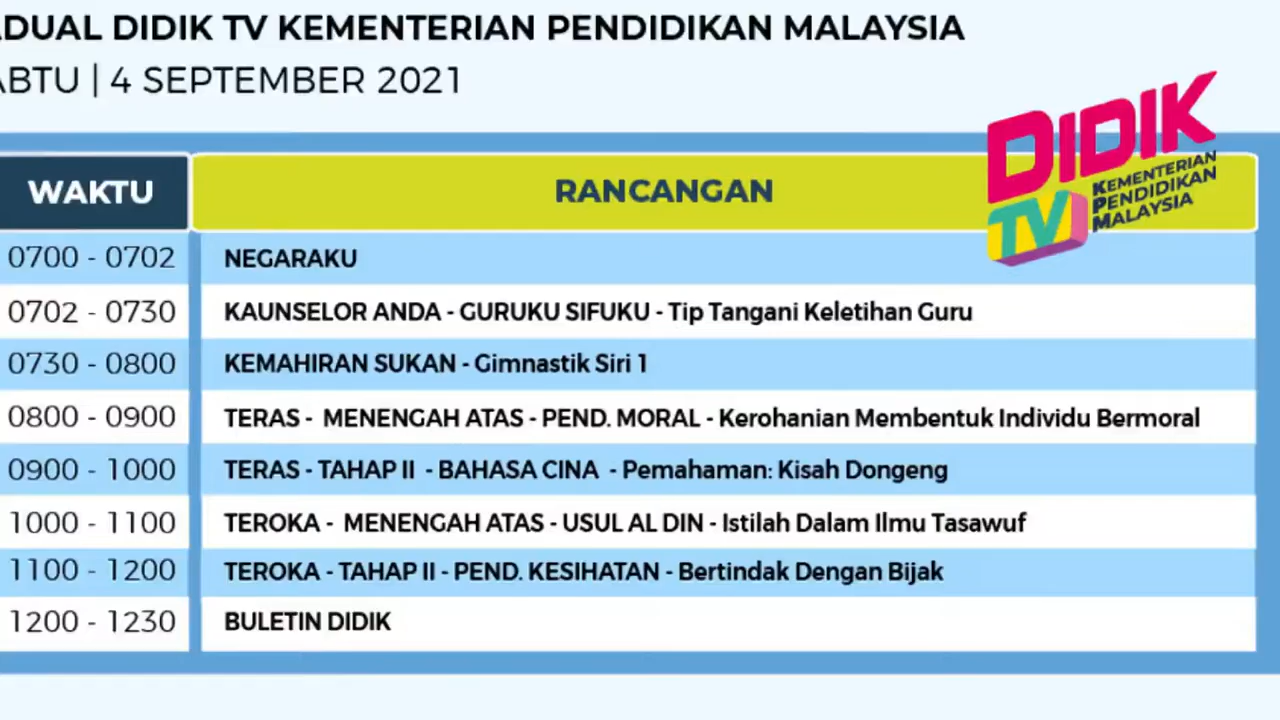 ADUAL DIDIK TV KEMENTERIAN PENDIDIKAN MALAYSIA
ABTU | 4 SEPTEMBER 2021
DIDIK
TV KEMENTERIAN
PENDIDIKAN
MALAYSIA
WAKTU RANCANGAN
0700 - 0702 NEGARAKU
0702 - 0730 KAUNSELOR ANDA - GURUKU SIFUKU - Tip Tangani Keletihan Guru
0730 - 0800 KEMAHIRAN SUKAN - Gimnastik Siri 1
0800 - 0900 TERAS - MENENGAH ATAS - PEND. MORAL - Kerohanian Membentuk Individu Bermoral
0900 - 1000 TERAS - TAHAP II - BAHASA CINA - Pemahaman: Kisah Dongeng
1000 - 1100 TEROKA - MENENGAH ATAS - USUL AL DIN - Istilah Dalam Ilmu Tasawuf
1100 - 1200 TEROKA - TAHAP II - PEND. KESIHATAN - Bertindak Dengan Bijak
1200 - 1230 BULETIN DIDIK